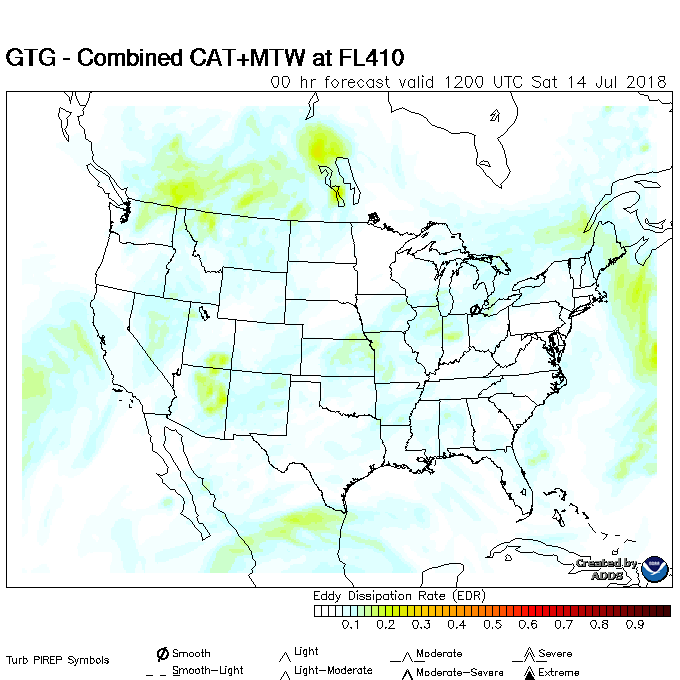 GTG - Combined CAT+MTW at FL410
00 hr forecast valid 1200 UTC Sat 14 Jul 2018
Created by
ADDS
Eddy Dissipation Rate (EDR)
0.1 0.2 0.3 0.4 0.5 0.6 0.7 0.8 0.9
Turb PIREP Symbols
Smooth Light Moderate Severe
Smooth-Light Light-Moderate Moderate-Severe Extreme